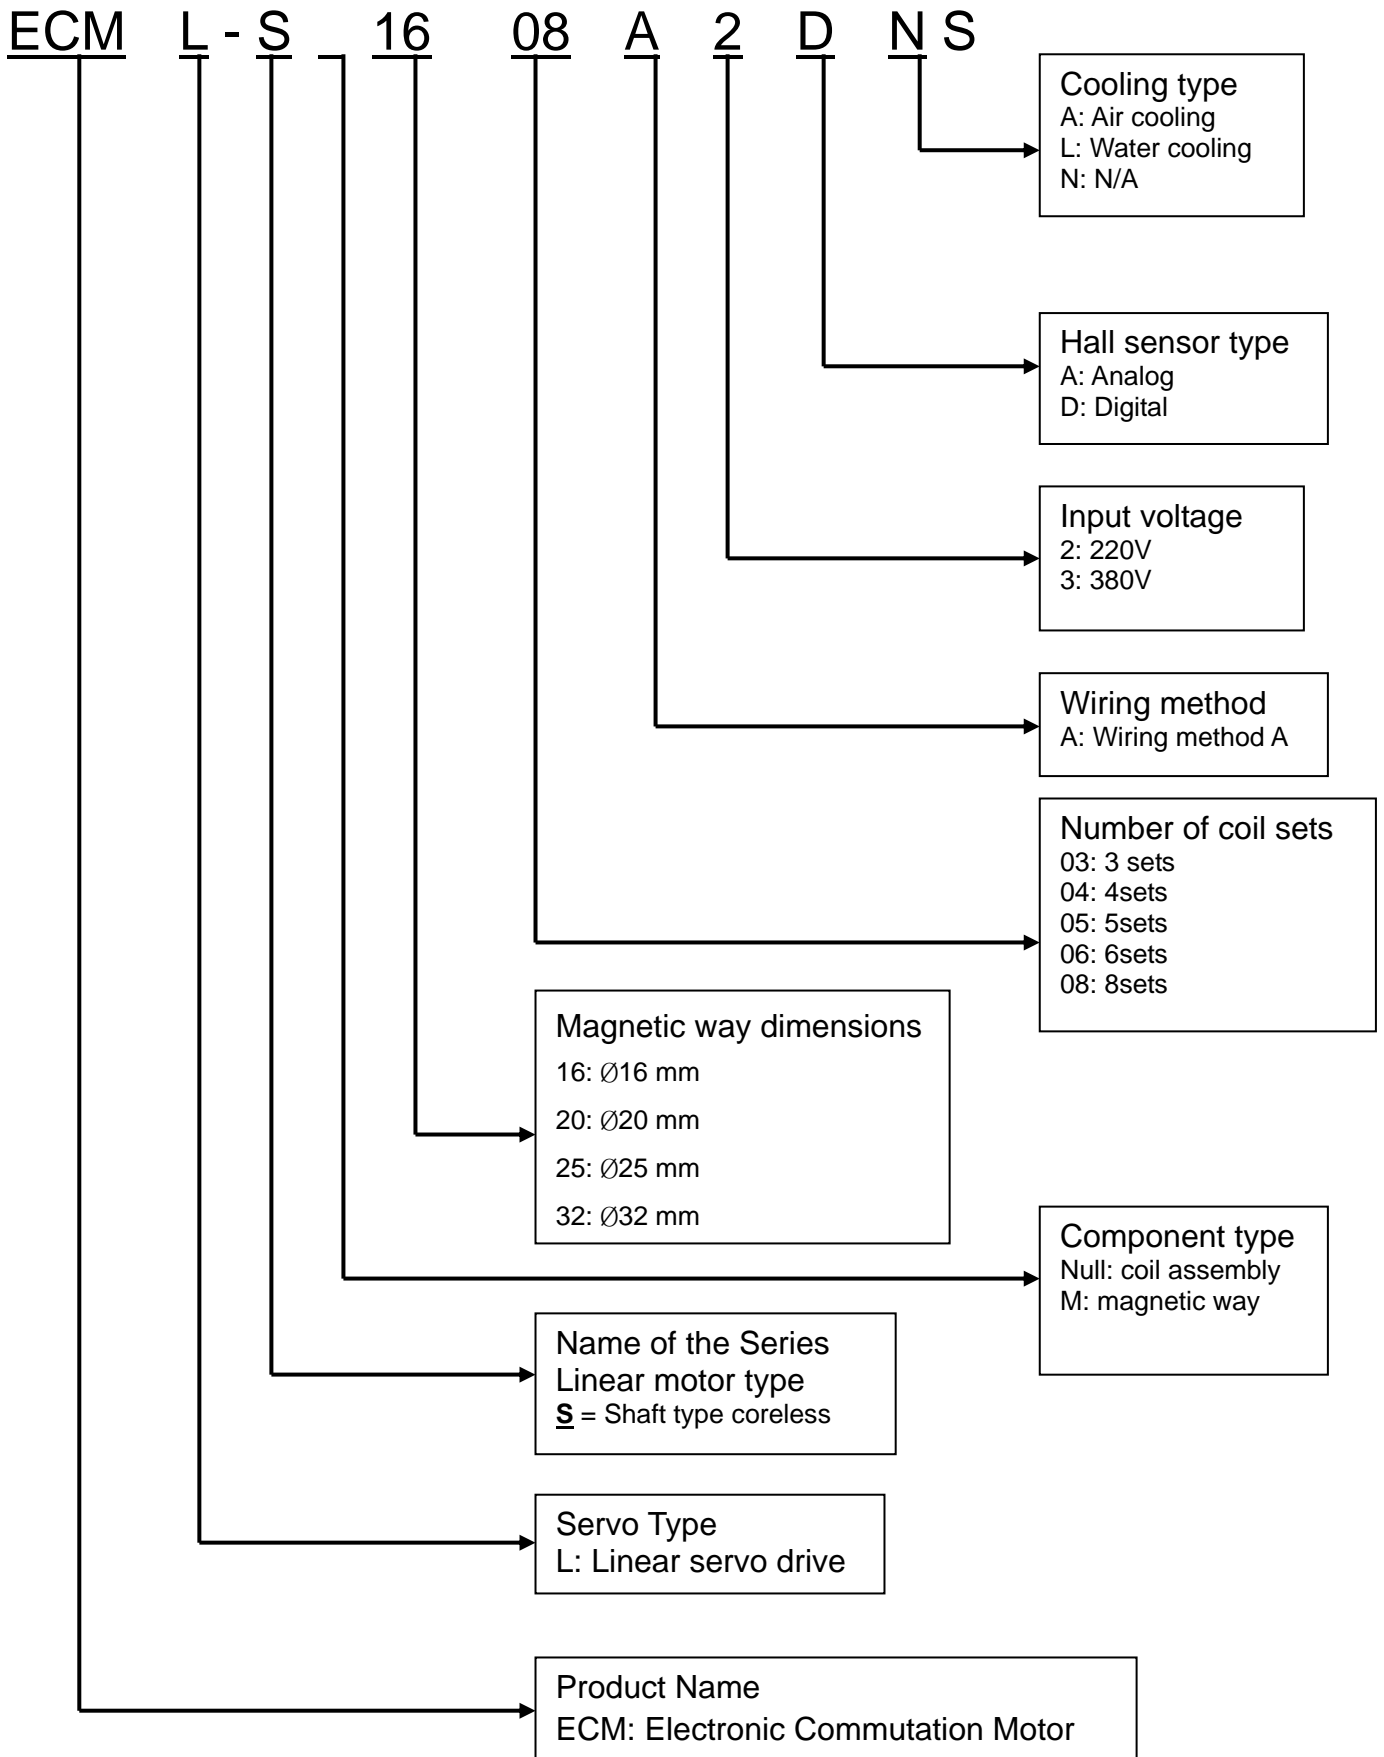 ECM L - S _ 16 08 A 2 D N S
Cooling type
A: Air cooling
L: Water cooling
N: N/A
Hall sensor type
A: Analog
D: Digital
Input voltage
2: 220V
3: 380V
Wiring method
A: Wiring method A
Number of coil sets
03: 3 sets
04: 4sets
05: 5sets
06: 6sets
08: 8sets
Magnetic way dimensions
16: Ø16 mm
20: Ø20 mm
25: Ø25 mm
32: Ø32 mm
Component type
Null: coil assembly
M: magnetic way
Name of the Series
Linear motor type
S = Shaft type coreless
Servo Type
L: Linear servo drive
Product Name
ECM: Electronic Commutation Motor